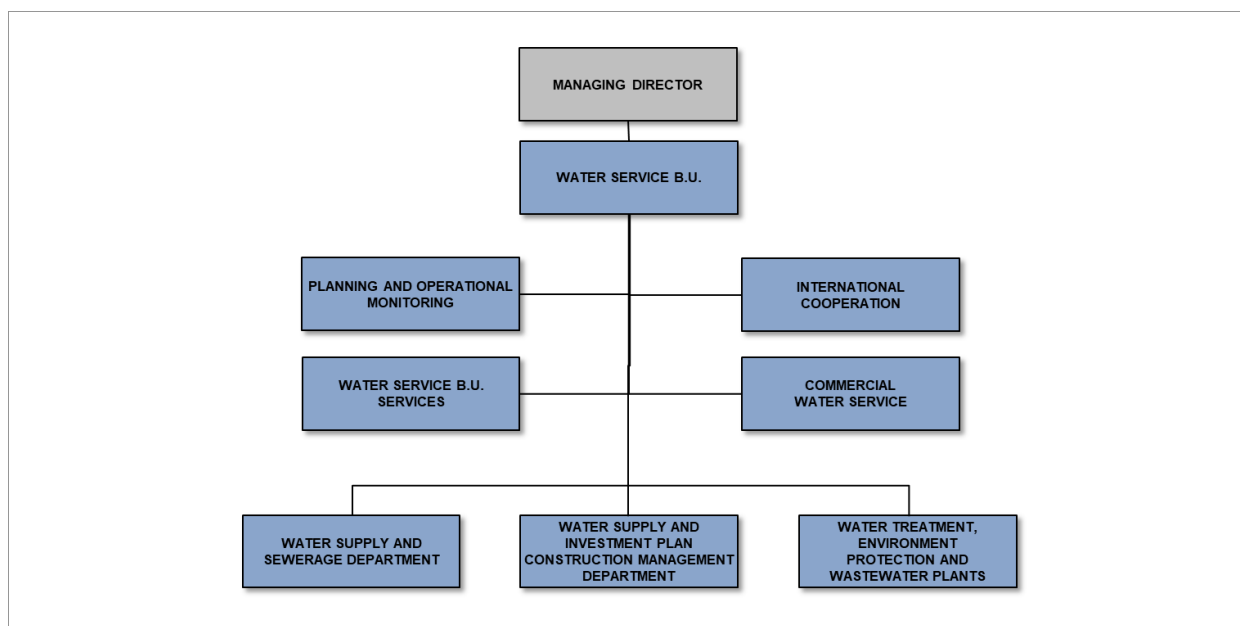 MANAGING DIRECTOR
WATER SERVICE B.U.
PLANNING AND OPERATIONAL
MONITORING
INTERNATIONAL
COOPERATION
WATER SERVICE B.U.
SERVICES
COMMERCIAL
WATER SERVICE
WATER SUPPLY AND
SEWERAGE DEPARTMENT
WATER SUPPLY AND
INVESTMENT PLAN
CONSTRUCTION MANAGEMENT
DEPARTMENT
WATER TREATMENT,
ENVIRONMENT
PROTECTION AND
WASTEWATER PLANTS